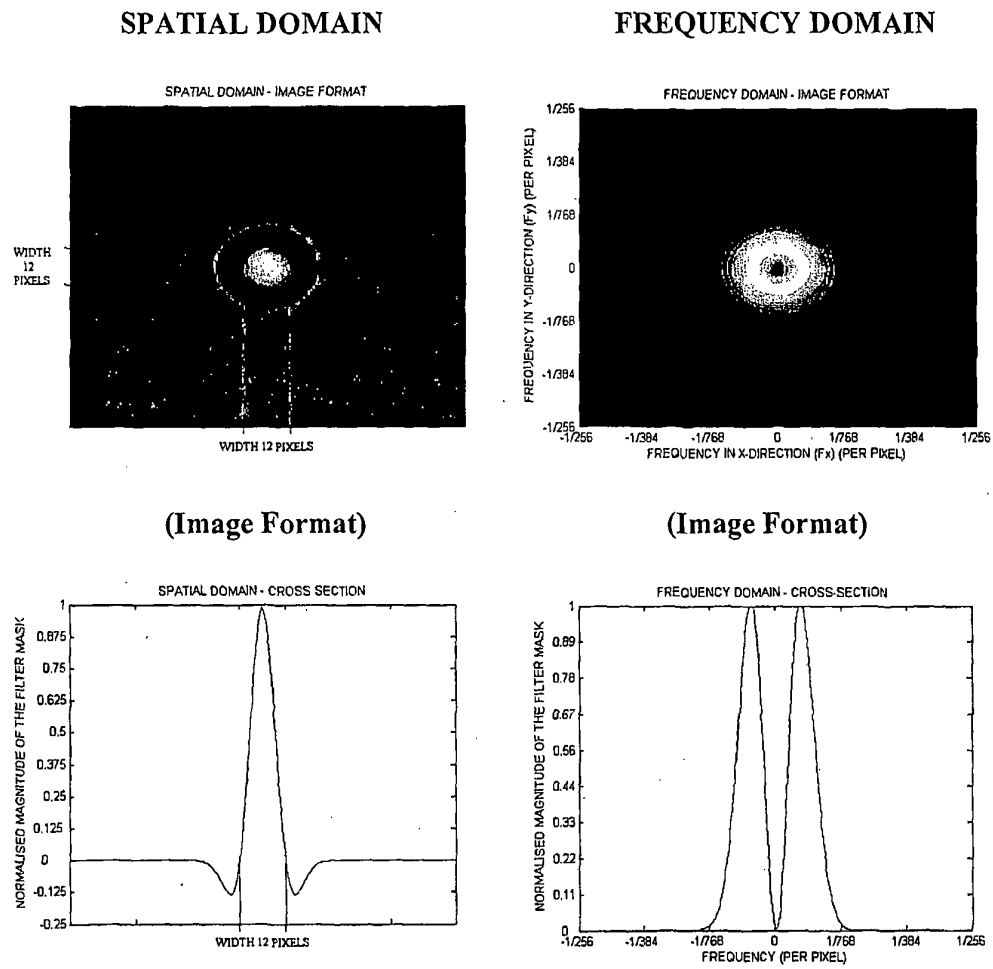 SPATIAL DOMAIN
FREQUENCY DOMAIN
SPATIAL DOMAIN - IMAGE FORMAT
WIDTH
12
PIXELS
WIDTH 12 PIXELS
FREQUENCY DOMAIN - IMAGE FORMAT
FREQUENCY IN Y-DIRECTION (Fy) (PER PIXEL)
1/256
1/384
1/768
0
-1/768
-1/384
-1/256
-1/256 -1/384 -1/768 0 1/768 1/384 1/256
FREQUENCY IN X-DIRECTION (Fx) (PER PIXEL)
(Image Format)
(Image Format)
SPATIAL DOMAIN - CROSS SECTION
NORMALISED MAGNITUDE OF THE FILTER MASK
1
0.875
0.75
0.625
0.5
0.375
0.25
0.125
0
-0.125
-0.25
WIDTH 12 PIXELS
FREQUENCY DOMAIN - CROSS-SECTION
NORMALISED MAGNITUDE OF THE FILTER MASK
1
0.89
0.78
0.67
0.56
0.44
0.33
0.22
0.11
0
-1/256 -1/384 -1/768 0 1/768 1/384 1/256
FREQUENCY (PER PIXEL)